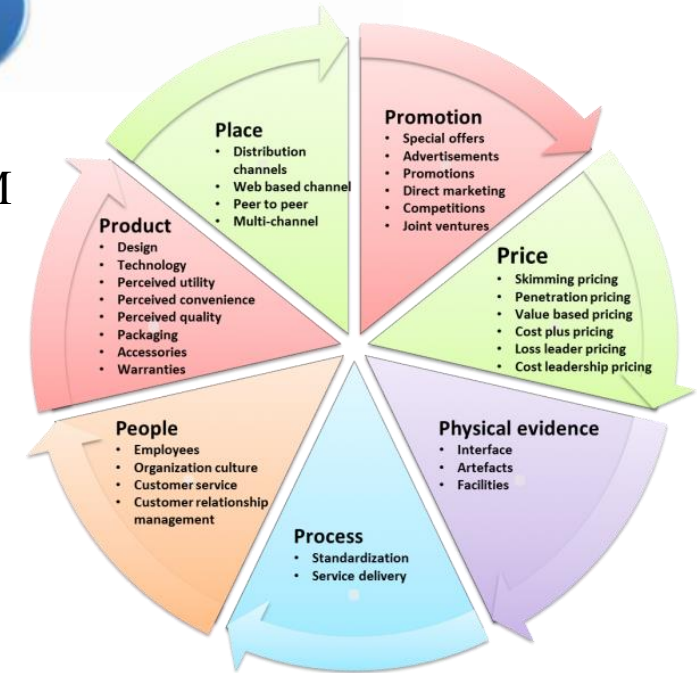 M
Place
• Distribution
channels
• Web based channel
• Peer to peer
• Multi-channel
Promotion
• Special offers
• Advertisements
• Promotions
• Direct marketing
• Competitions
• Joint ventures
Price
• Skimming pricing
• Penetration pricing
• Value based pricing
• Cost plus pricing
• Loss leader pricing
• Cost leadership pricing
Physical evidence
• Interface
• Artefacts
• Facilities
Process
• Standardization
• Service delivery
People
• Employees
• Organization culture
• Customer service
• Customer relationship
management
Product
• Design
• Technology
• Perceived utility
• Perceived convenience
• Perceived quality
• Packaging
• Accessories
• Warranties